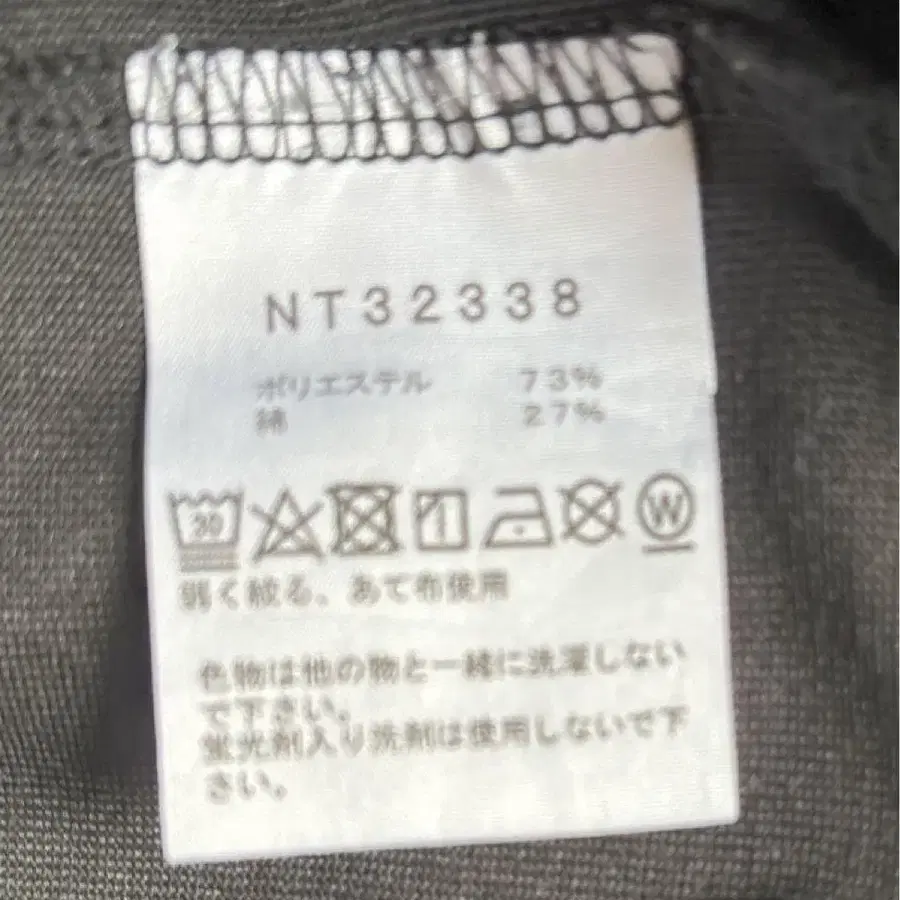 NT32338
ポリエステル 73%
綿 27%
30 W
弱く絞る、あて布使用
色物は他の物と一緒に洗濯しない
で下さい。
蛍光剤入り洗剤は使用しないで下
さい。